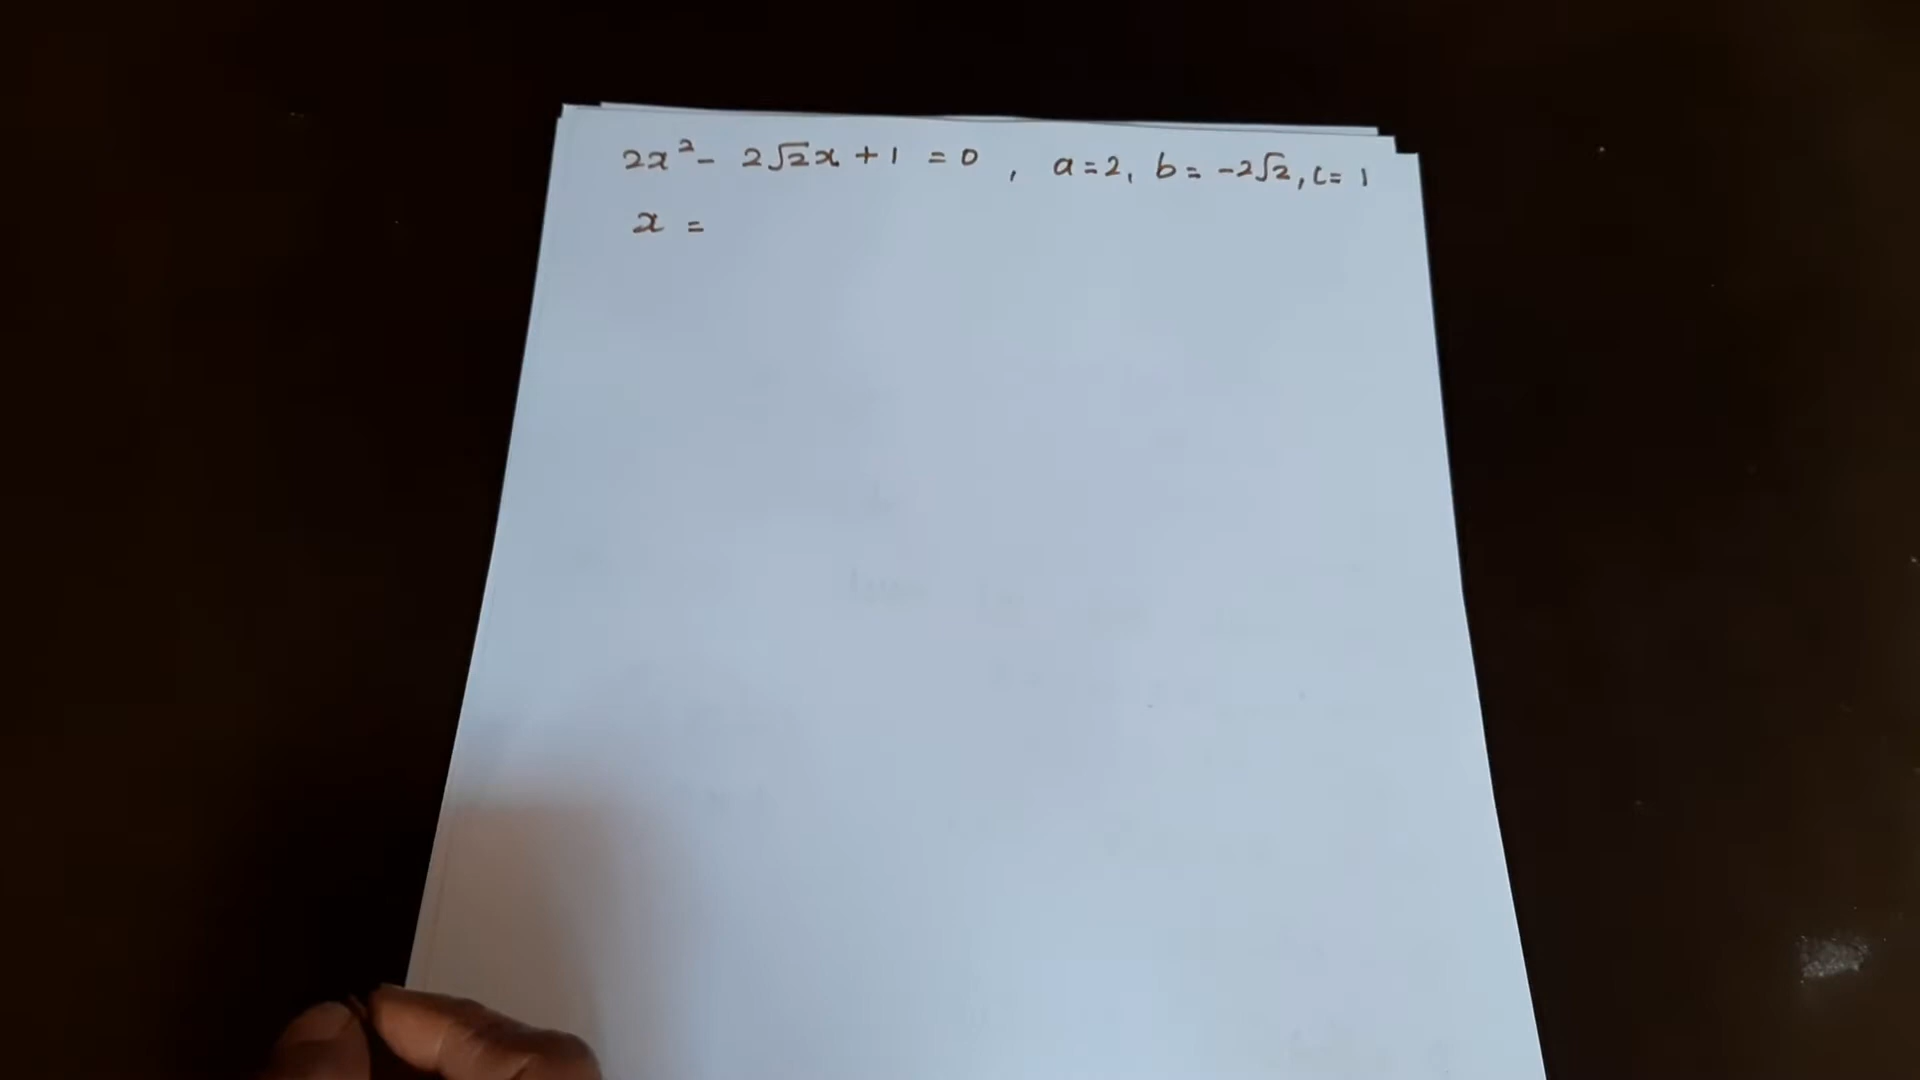 2x² - 2√2x + 1 = 0 , a = 2, b = -2√2, c = 1
x =